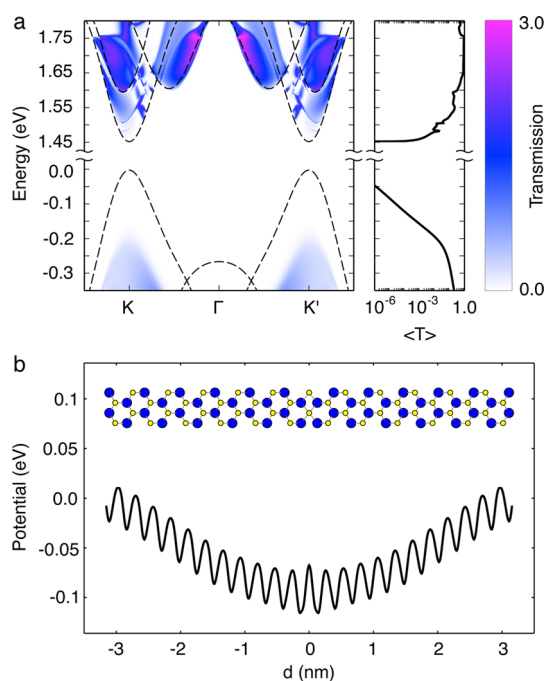 a
Energy (eV)
1.75
1.65
1.55
1.45
0.0
-0.1
-0.2
-0.3
K
Γ
K'
10-6
10-3
1.0
<T>
3.0
Transmission
0.0
b
Potential (eV)
0.1
0.05
0.0
-0.05
-0.1
-3
-2
-1
0
1
2
3
d (nm)